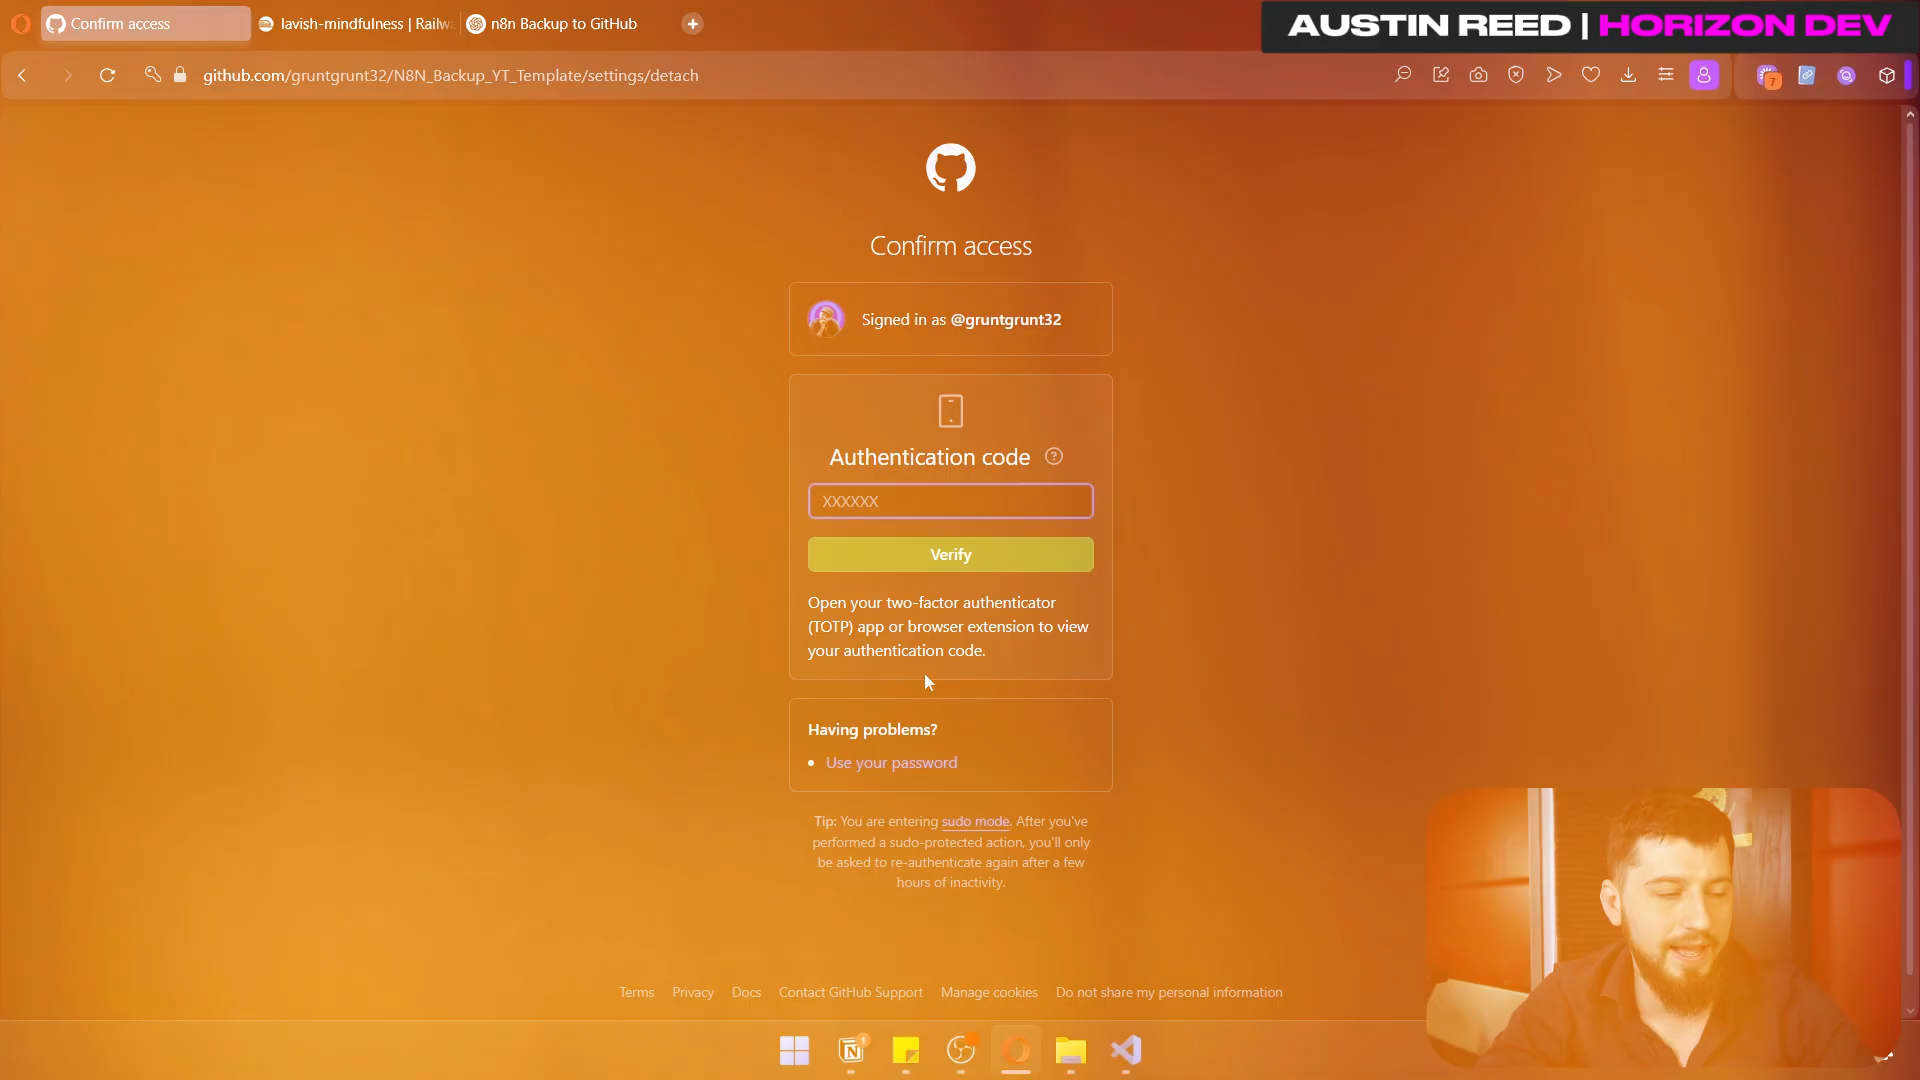 Confirm access
lavish-mindfulness | Railw
n8n Backup to GitHub
AUSTIN REED | HORIZON DEV
github.com/gruntgrunt32/N8N_Backup_YT_Template/settings/detach
7
Confirm access
Signed in as @gruntgrunt32
Authentication code
XXXXXX
Verify
Open your two-factor authenticator
(TOTP) app or browser extension to view
your authentication code.
Having problems?
Use your password
Tip: You are entering sudo mode. After you've
performed a sudo-protected action, you'll only
be asked to re-authenticate again after a few
hours of inactivity.
Terms
Privacy
Docs
Contact GitHub Support
Manage cookies
Do not share my personal information
1